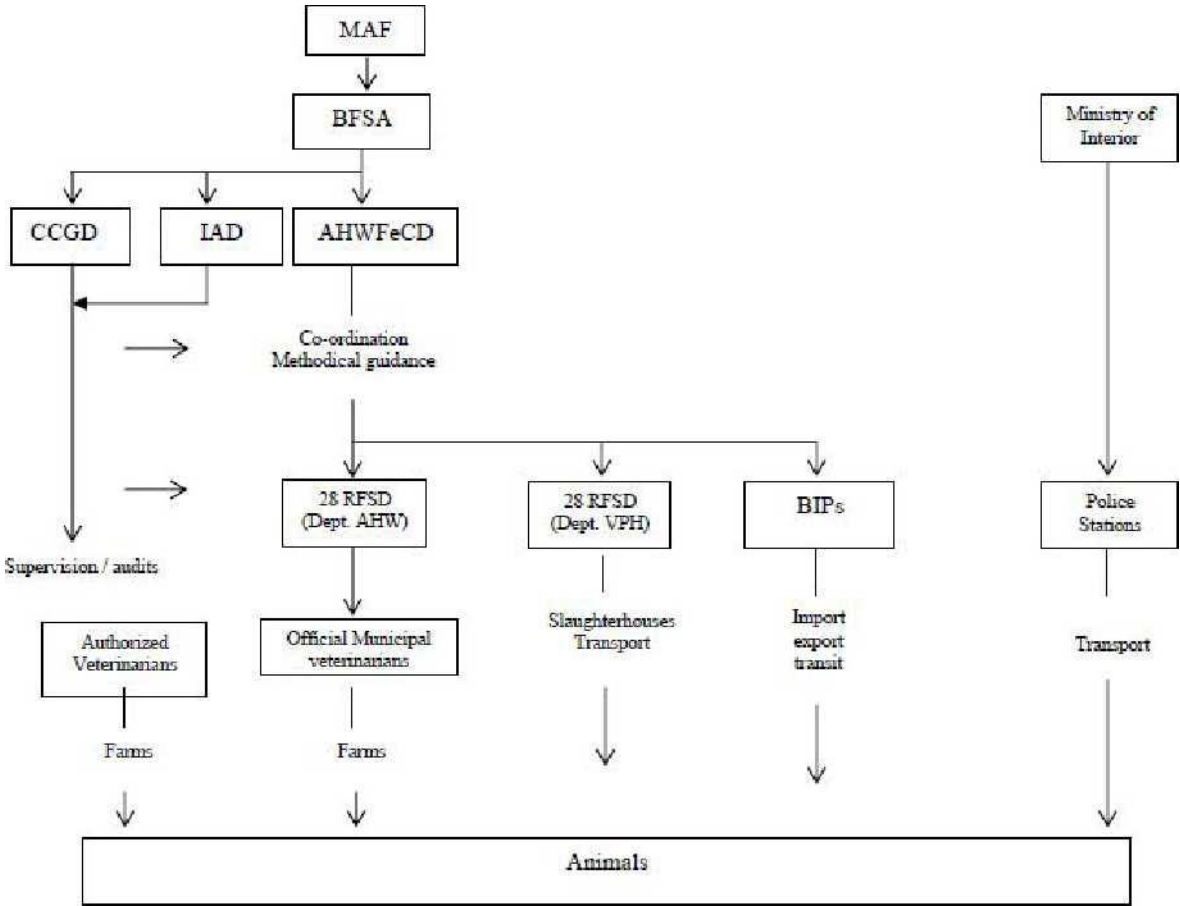 MAF
BFSA
Ministry of
Interior
CCGD
IAD
AHWFeCD
Co-ordination
Methodical guidance
28 RFSD
(Dept. AHW)
28 RFSD
(Dept. VPH)
BIPs
Police
Stations
Supervision / audits
Authorized
Veterinarians
Official Municipal
veterinarians
Slaughterhouses
Transport
Import
export
transit
Transport
Farms
Farms
Animals